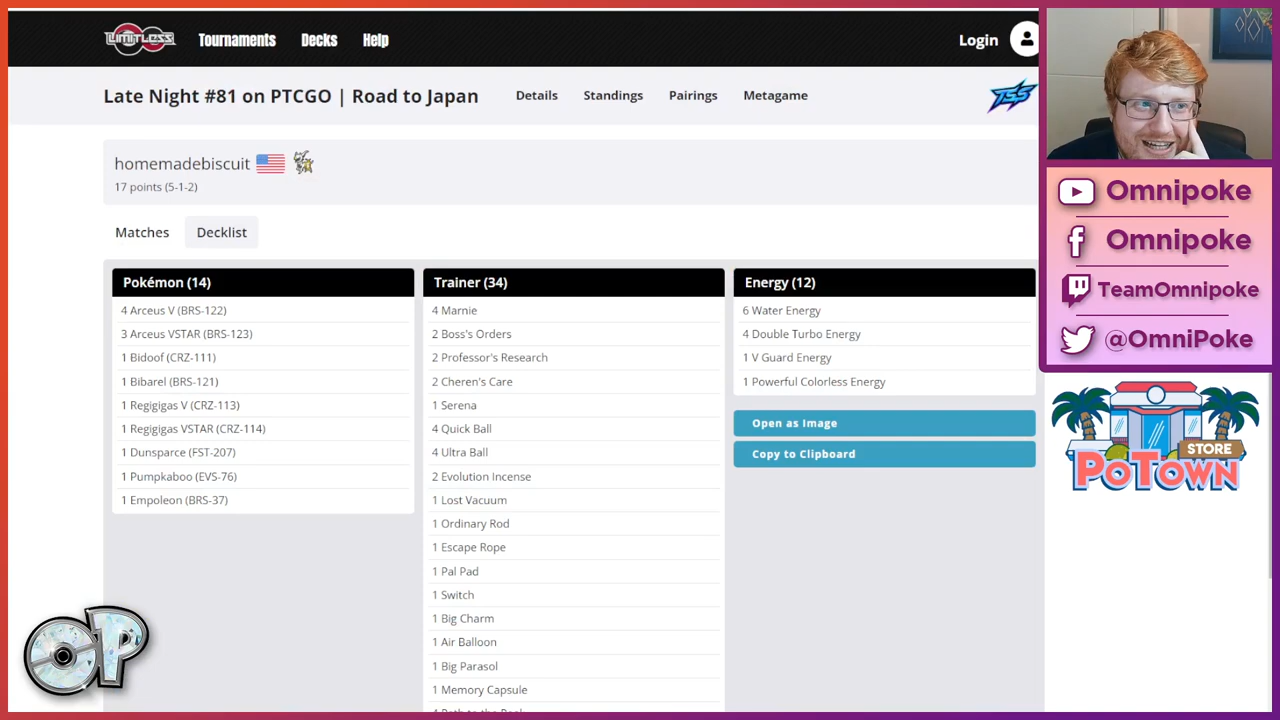 LIMITLESS
Tournaments
Decks
Help
Login
Late Night #81 on PTCGO | Road to Japan
Details
Standings
Pairings
Metagame
TSS
homemadebiscuit
17 points (5-1-2)
Matches
Decklist
Pokémon (14)
4 Arceus V (BRS-122)
3 Arceus VSTAR (BRS-123)
1 Bidoof (CRZ-111)
1 Bibarel (BRS-121)
1 Regigigas V (CRZ-113)
1 Regigigas VSTAR (CRZ-114)
1 Dunsparce (FST-207)
1 Pumpkaboo (EVS-76)
1 Empoleon (BRS-37)
Trainer (34)
4 Marnie
2 Boss's Orders
2 Professor's Research
2 Cheren's Care
1 Serena
4 Quick Ball
4 Ultra Ball
2 Evolution Incense
1 Lost Vacuum
1 Ordinary Rod
1 Escape Rope
1 Pal Pad
1 Switch
1 Big Charm
1 Air Balloon
1 Big Parasol
1 Memory Capsule
4 Path to the Peak
Energy (12)
6 Water Energy
4 Double Turbo Energy
1 V Guard Energy
1 Powerful Colorless Energy
Open as Image
Copy to Clipboard
Omnipoke
Omnipoke
TeamOmnipoke
@OmniPoke
STORE
PoTOWN
OP